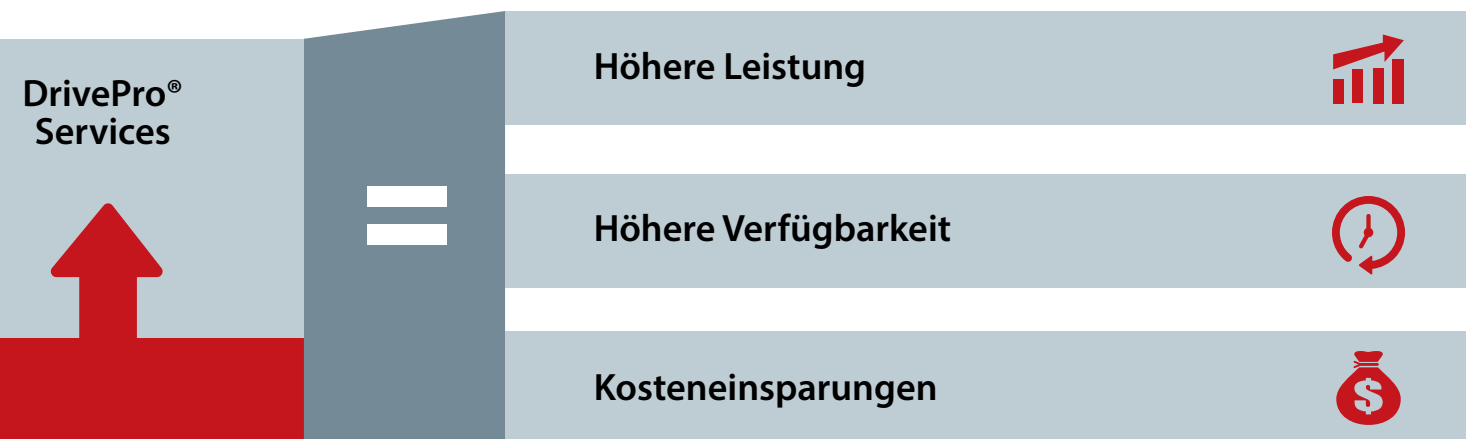 DrivePro®
Services
Höhere Leistung
Höhere Verfügbarkeit
Kosteneinsparungen
$